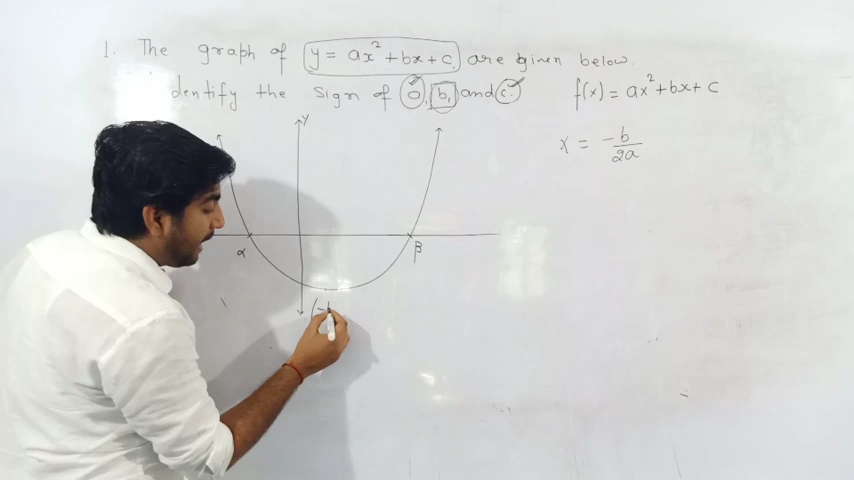 1. The graph of y = ax² + bx + c are given below.
Identify the sign of a, b, and c.
f(x) = ax² + bx + c
x = -b/2a
y
α
β
(-b